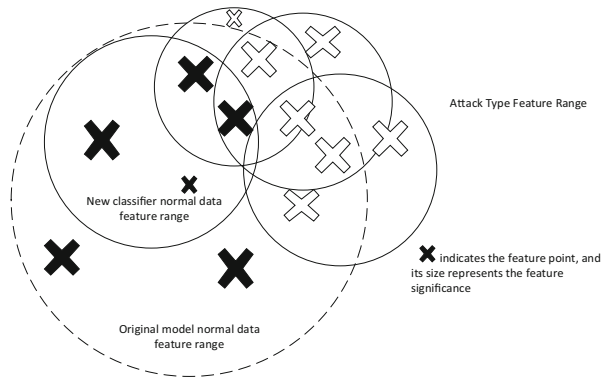 Attack Type Feature Range
New classifier normal data
feature range
indicates the feature point, and
its size represents the feature
significance
Original model normal data
feature range